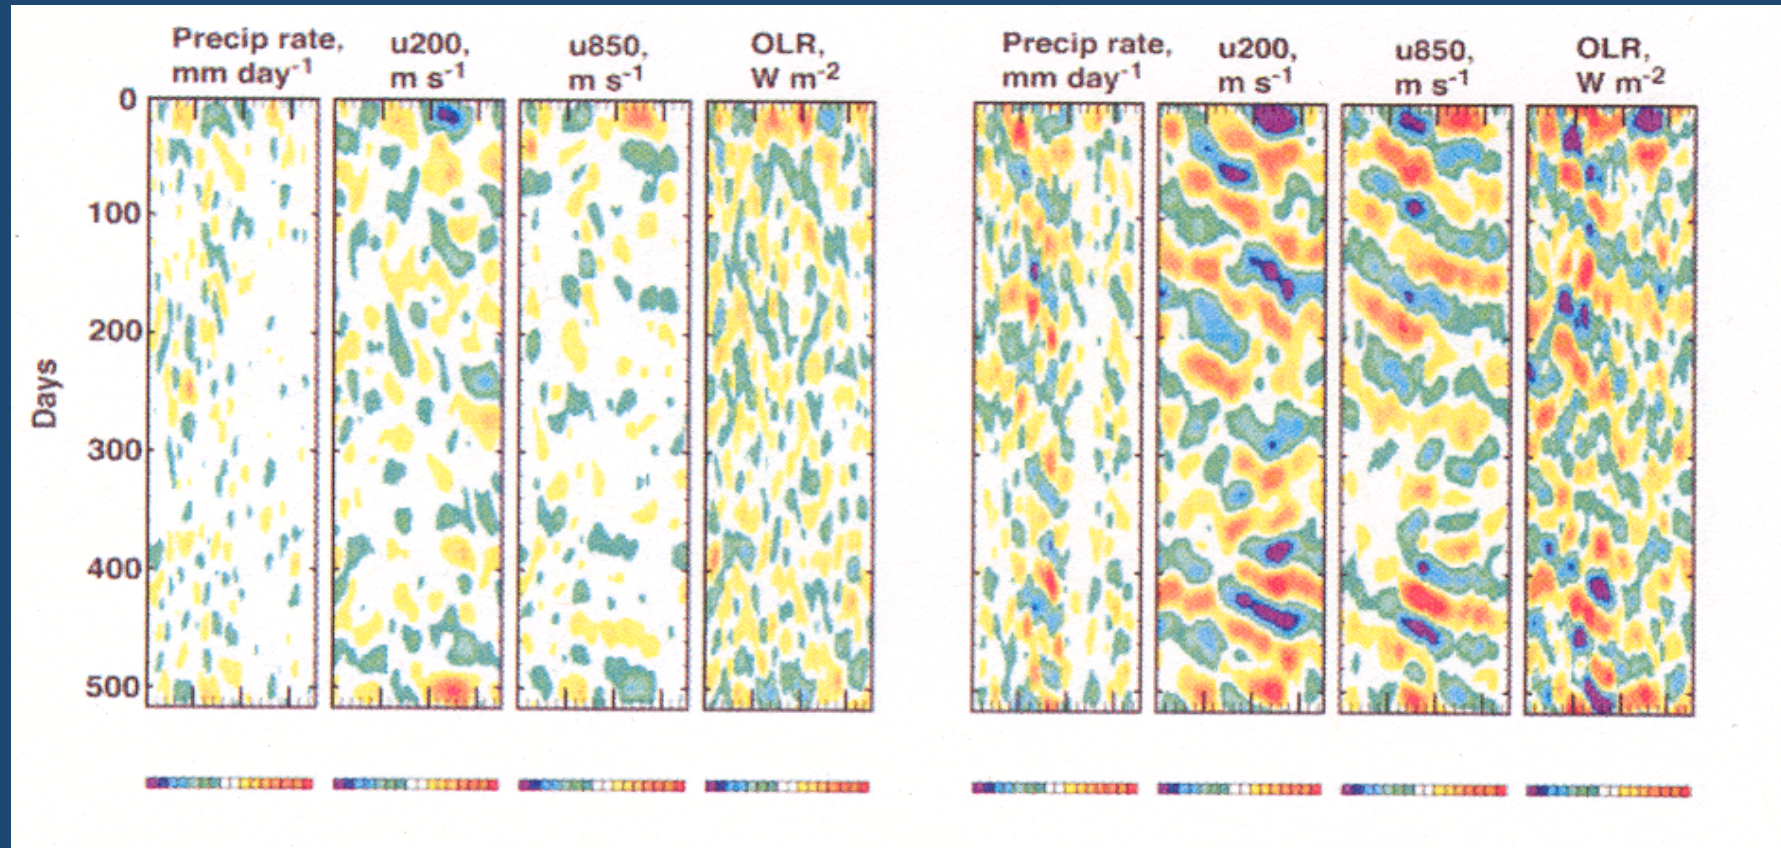 Precip rate,
mm day-1
u200,
m s-1
u850,
m s-1
OLR,
W m-2
Precip rate,
mm day-1
u200,
m s-1
u850,
m s-1
OLR,
W m-2
Days
0
100
200
300
400
500